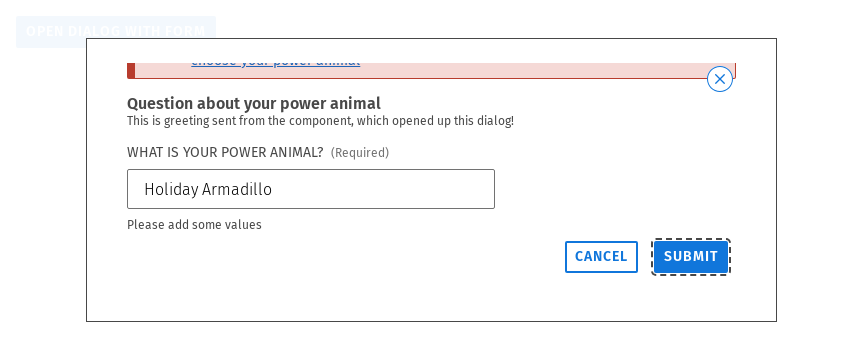 OPEN DIALOG WITH FORM
choose your power animal
Question about your power animal
This is greeting sent from the component, which opened up this dialog!
WHAT IS YOUR POWER ANIMAL? (Required)
Holiday Armadillo
Please add some values
CANCEL SUBMIT